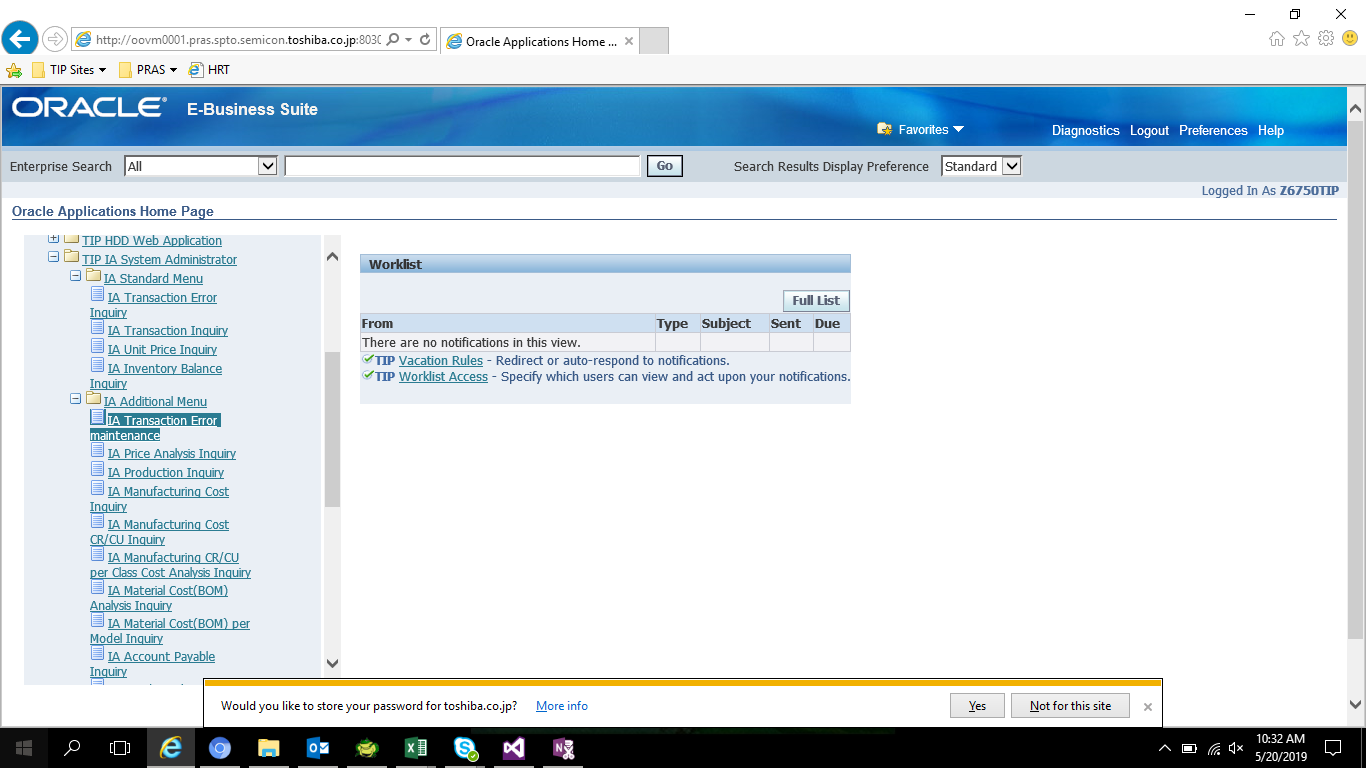 http://oovm0001.pras.spto.semicon.toshiba.co.jp:8030
Oracle Applications Home ...
TIP Sites
PRAS
HRT
ORACLE® E-Business Suite
Favorites
Diagnostics Logout Preferences Help
Enterprise Search All Go Search Results Display Preference Standard
Logged In As Z6750TIP
Oracle Applications Home Page
TIP HDD Web Application
TIP IA System Administrator
IA Standard Menu
IA Transaction Error
Inquiry
IA Transaction Inquiry
IA Unit Price Inquiry
IA Inventory Balance
Inquiry
IA Additional Menu
IA Transaction Error
maintenance
IA Price Analysis Inquiry
IA Production Inquiry
IA Manufacturing Cost
Inquiry
IA Manufacturing Cost
CR/CU Inquiry
IA Manufacturing CR/CU
per Class Cost Analysis Inquiry
IA Material Cost(BOM)
Analysis Inquiry
IA Material Cost(BOM) per
Model Inquiry
IA Account Payable
Inquiry
Worklist
Full List
From Type Subject Sent Due
There are no notifications in this view.
TIP Vacation Rules - Redirect or auto-respond to notifications.
TIP Worklist Access - Specify which users can view and act upon your notifications.
Would you like to store your password for toshiba.co.jp? More info Yes Not for this site
10:32 AM
5/20/2019